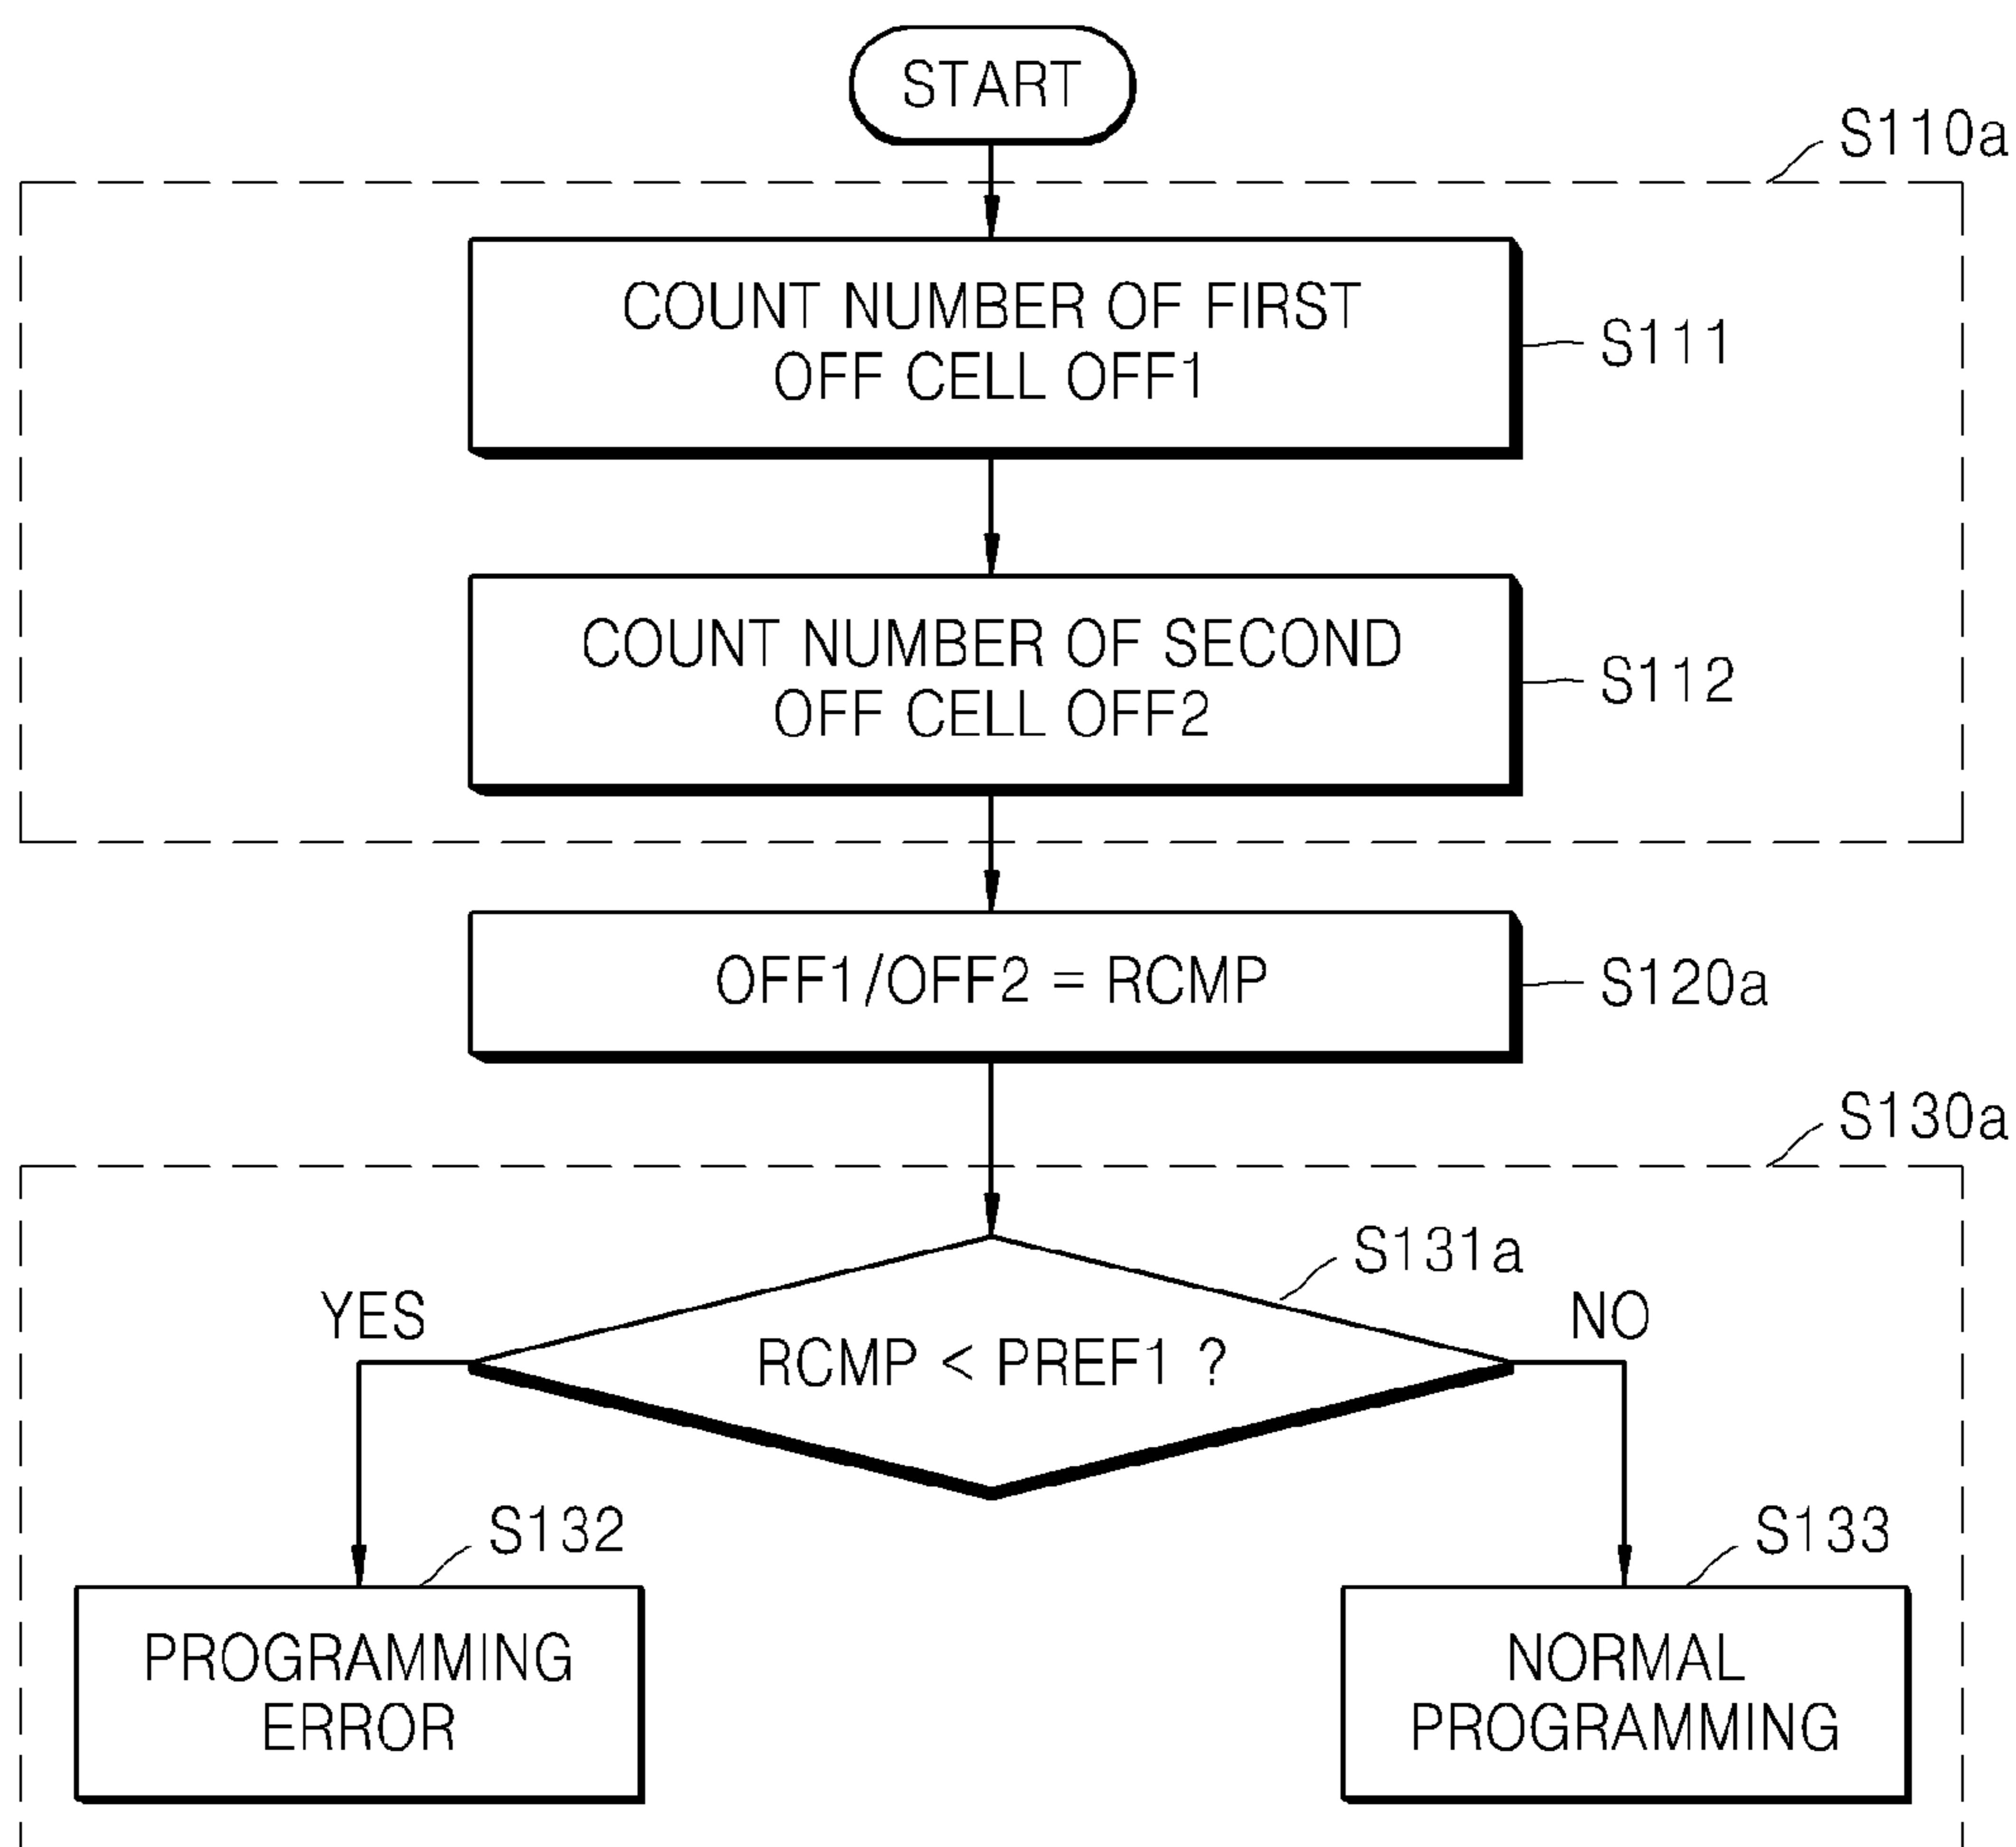 START
S110a
COUNT NUMBER OF FIRST
OFF CELL OFF1
S111
COUNT NUMBER OF SECOND
OFF CELL OFF2
S112
OFF1/OFF2 = RCMP
S120a
S130a
S131a
YES
RCMP < PREF1 ?
NO
S132
S133
PROGRAMMING
ERROR
NORMAL
PROGRAMMING